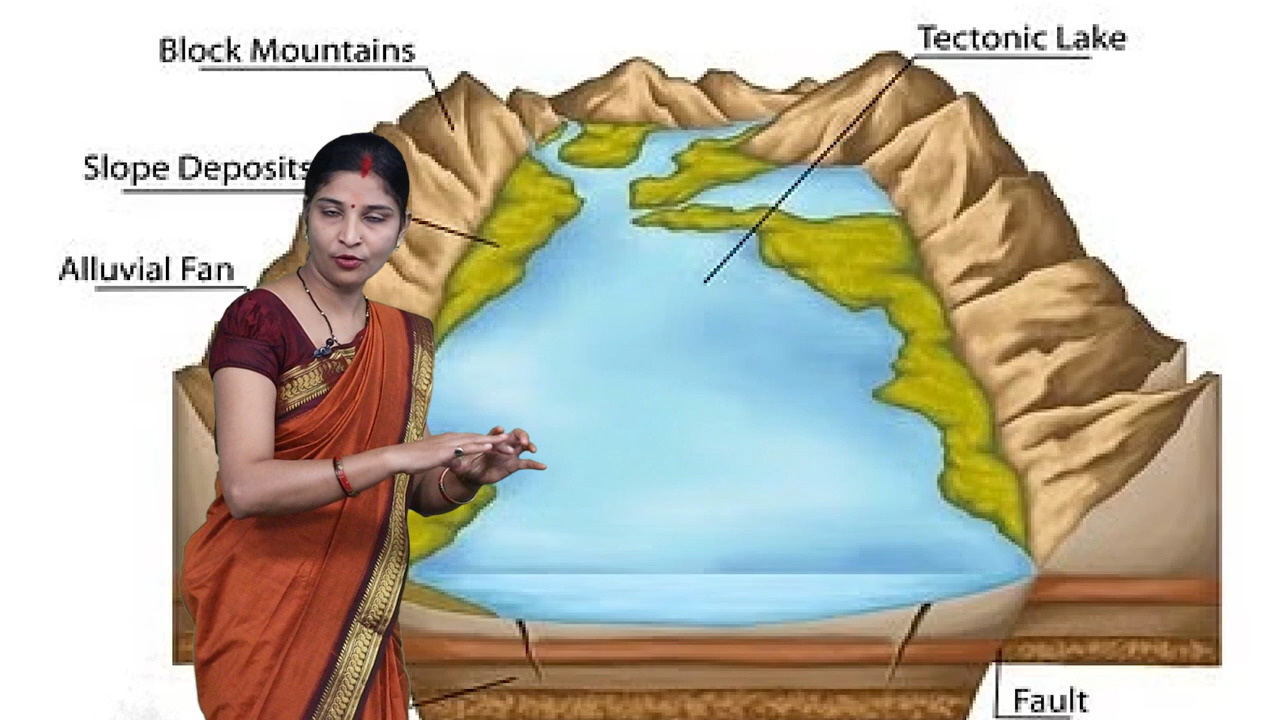 Block Mountains
Tectonic Lake
Slope Deposits
Alluvial Fan
Fault